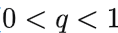 0 < q < 1